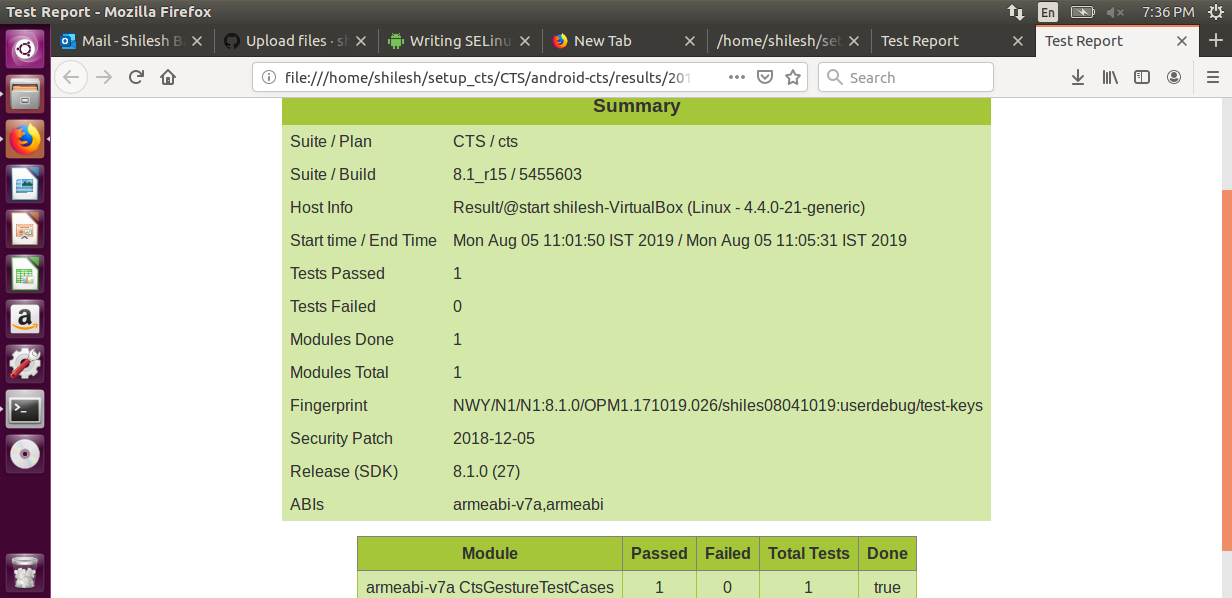 Test Report - Mozilla Firefox
En
7:36 PM
Mail - Shilesh B
Upload files · sh
Writing SELinu
New Tab
/home/shilesh/set
Test Report
Test Report
file:///home/shilesh/setup_cts/CTS/android-cts/results/201
Search
Summary
Suite / Plan CTS / cts
Suite / Build 8.1_r15 / 5455603
Host Info Result/@start shilesh-VirtualBox (Linux - 4.4.0-21-generic)
Start time / End Time Mon Aug 05 11:01:50 IST 2019 / Mon Aug 05 11:05:31 IST 2019
Tests Passed 1
Tests Failed 0
Modules Done 1
Modules Total 1
Fingerprint NWY/N1/N1:8.1.0/OPM1.171019.026/shiles08041019:userdebug/test-keys
Security Patch 2018-12-05
Release (SDK) 8.1.0 (27)
ABIs armeabi-v7a,armeabi
Module Passed Failed Total Tests Done
armeabi-v7a CtsGestureTestCases 1 0 1 true